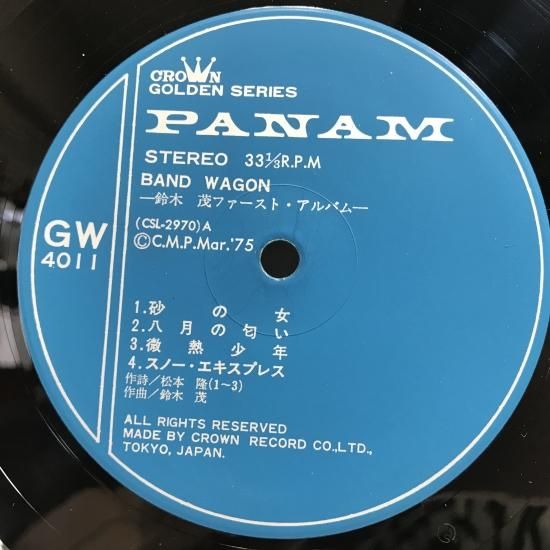 CROWN
GOLDEN SERIES
PANAM
STEREO 33⅓R.P.M
BAND WAGON
—鈴木 茂ファースト・アルバム—
(CSL-2970)A
ⒸC.M.P.Mar.'75
GW
4011
1.砂の女
2.八月の匂い
3.微熱少年
4.スノー・エキスプレス
作詩／松本 隆(1～3)
作曲／鈴木 茂
ALL RIGHTS RESERVED
MADE BY CROWN RECORD CO.,LTD.,
TOKYO, JAPAN.